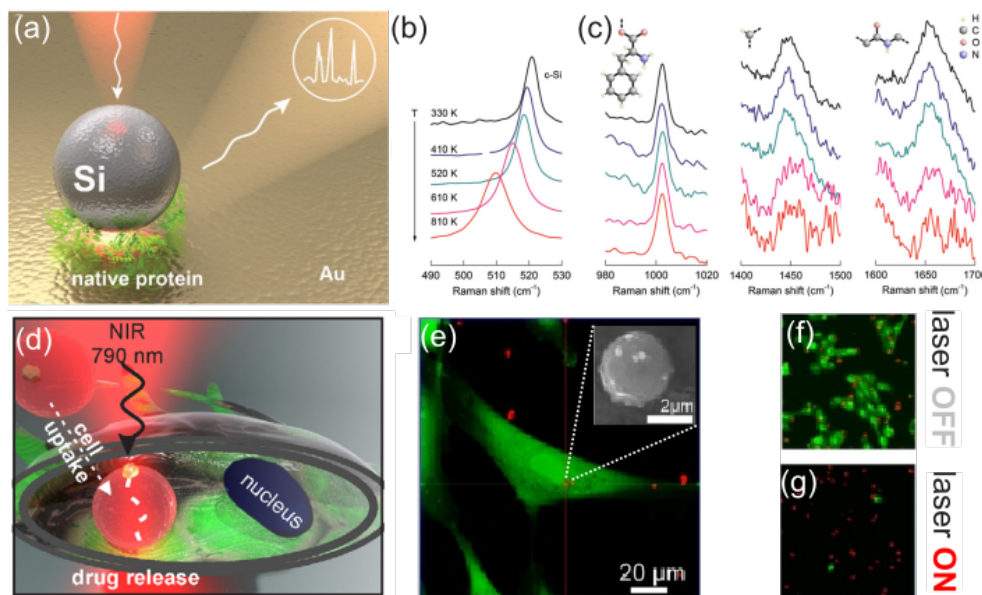 (a)
Si
native protein
Au
(b)
c-Si
T
330 K
410 K
520 K
610 K
810 K
490 500 510 520 530
Raman shift (cm⁻¹)
(c)
H
C
O
N
980 1000 1020
Raman shift (cm⁻¹)
1400 1450 1500
Raman shift (cm⁻¹)
1600 1650 1700
Raman shift (cm⁻¹)
(d)
NIR
790 nm
cell
uptake
nucleus
drug release
(e)
2μm
20 μm
(f)
laser OFF
(g)
laser ON